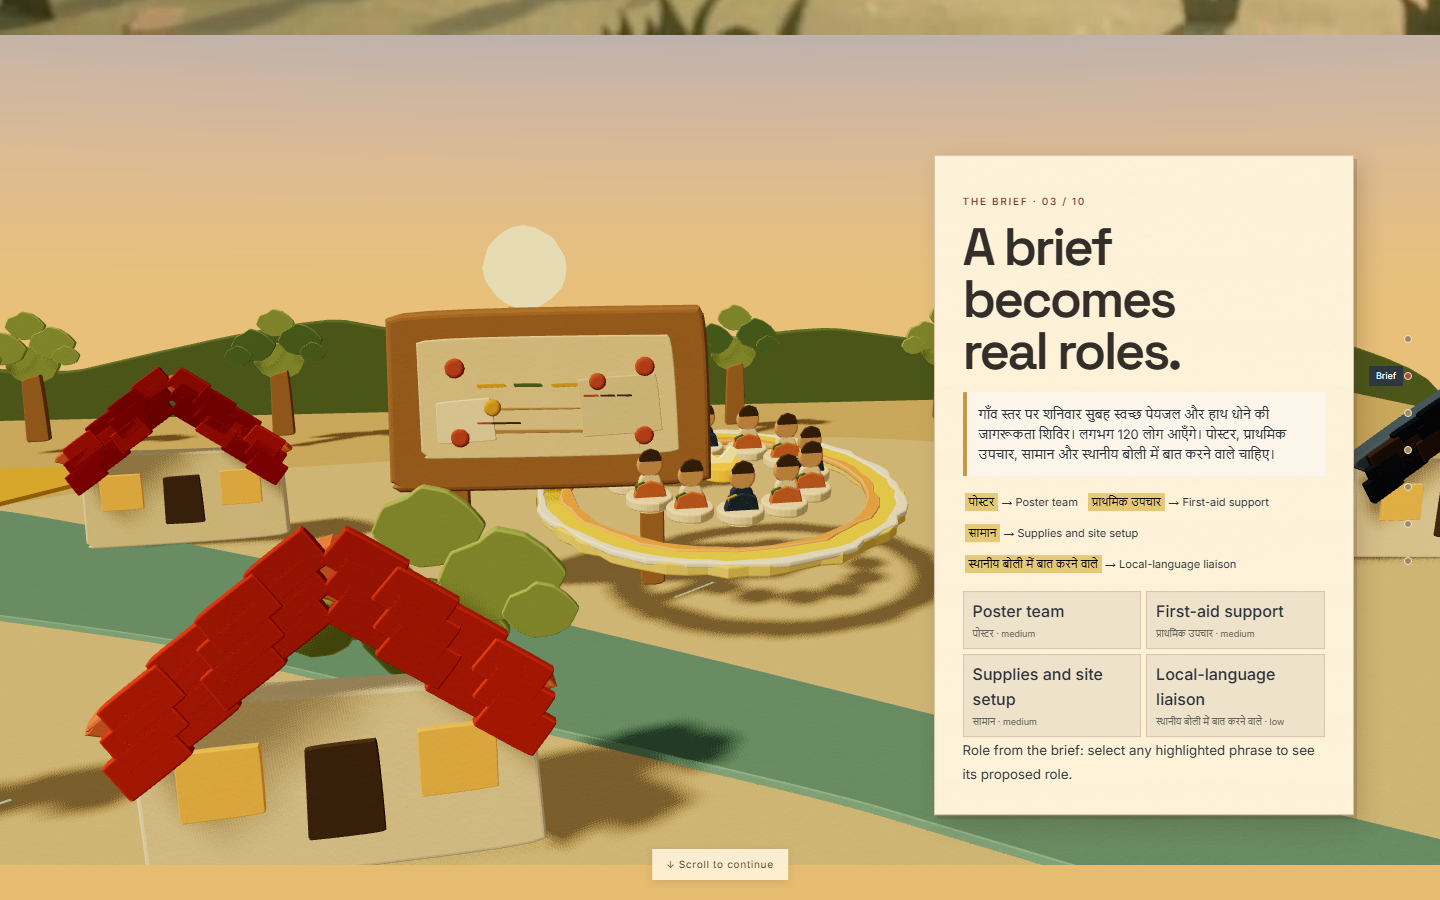 THE BRIEF · 03 / 10
A brief
becomes
real roles.
गाँव स्तर पर शनिवार सुबह स्वच्छ पेयजल और हाथ धोने की
जागरूकता शिविर। लगभग 120 लोग आएँगे। पोस्टर, प्राथमिक
उपचार, सामान और स्थानीय बोली में बात करने वाले चाहिए।
पोस्टर → Poster team प्राथमिक उपचार → First-aid support
सामान → Supplies and site setup
स्थानीय बोली में बात करने वाले → Local-language liaison
Poster team
पोस्टर · medium
First-aid support
प्राथमिक उपचार · medium
Supplies and site
setup
सामान · medium
Local-language
liaison
स्थानीय बोली में बात करने वाले · low
Role from the brief: select any highlighted phrase to see
its proposed role.
Brief
↓ Scroll to continue